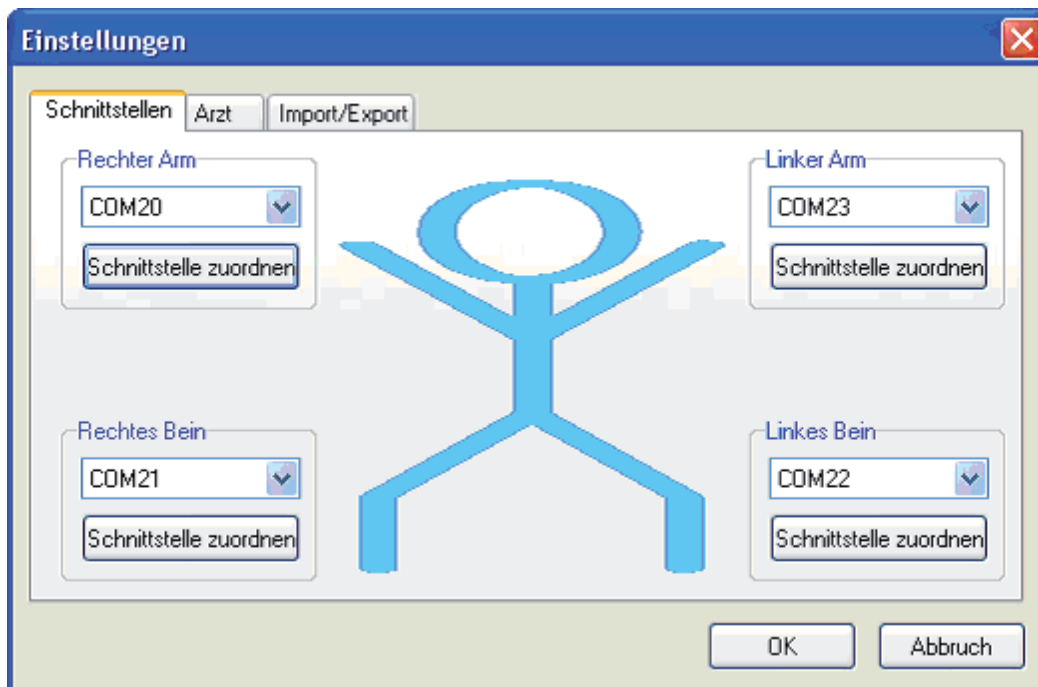 Einstellungen
Schnittstellen Arzt Import/Export
Rechter Arm
COM20
Schnittstelle zuordnen
Linker Arm
COM23
Schnittstelle zuordnen
Rechtes Bein
COM21
Schnittstelle zuordnen
Linkes Bein
COM22
Schnittstelle zuordnen
OK Abbruch